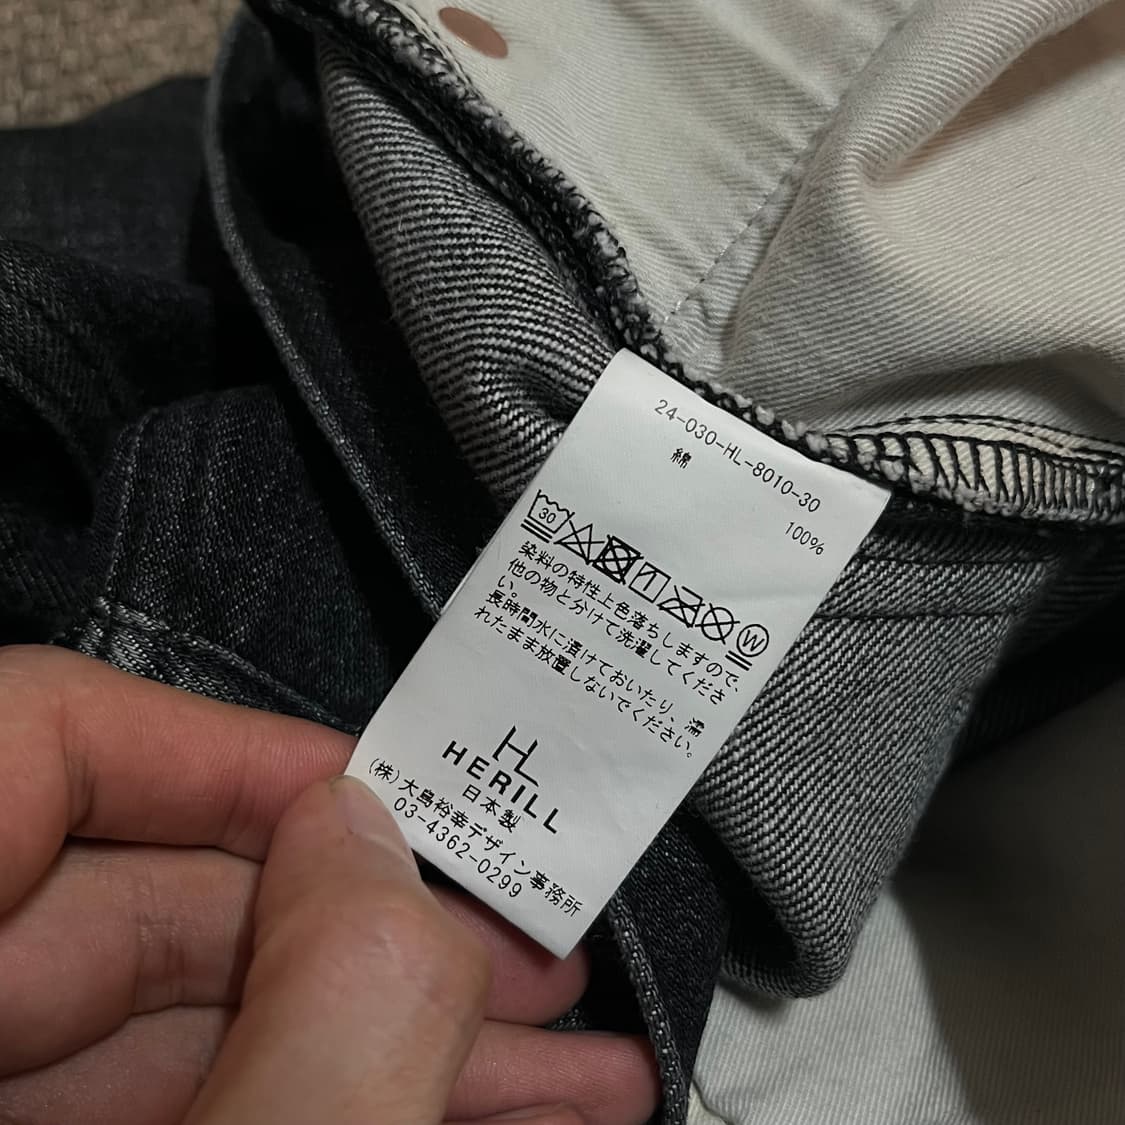 24-030-HL-8010-30
綿 100%
30
W
染料の特性上色落ちしますので、
他の物と分けて洗濯してくださ
い。
長時間水に漬けておいたり、濡
れたまま放置しないでください。
HL
HERILL
日本製
(株)大島裕幸デザイン事務所
03-4362-0299